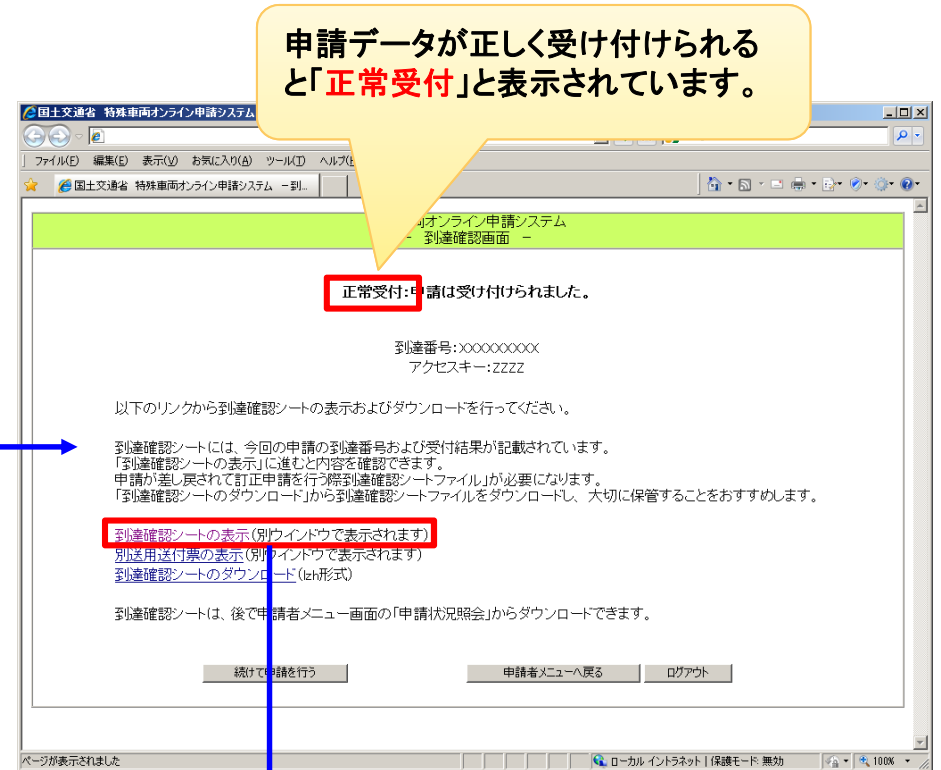 申請データが正しく受け付けられる
と「正常受付」と表示されています。
国土交通省 特殊車両オンライン申請システム
ファイル(F) 編集(E) 表示(V) お気に入り(A) ツール(T) ヘルプ(
国土交通省 特殊車両オンライン申請システム －到...
オンライン申請システム
－ 到達確認画面 －
正常受付:申請は受け付けられました。
到達番号:XXXXXXXXXX
アクセスキー:ZZZZ
以下のリンクから到達確認シートの表示およびダウンロードを行ってください。
到達確認シートには、今回の申請の到達番号および受付結果が記載されています。
「到達確認シートの表示」に進むと内容を確認できます。
申請が差し戻されて訂正申請を行う際到達確認シートファイル」が必要になります。
「到達確認シートのダウンロード」から到達確認シートファイルをダウンロードし、大切に保管することをおすすめします。
到達確認シートの表示(別ウインドウで表示されます)
別送用送付票の表示(別ウインドウで表示されます)
到達確認シートのダウンロード(lzh形式)
到達確認シートは、後で申請者メニュー画面の「申請状況照会」からダウンロードできます。
続けて申請を行う 申請者メニューへ戻る ログアウト
ページが表示されました ローカル イントラネット | 保護モード: 無効 100%